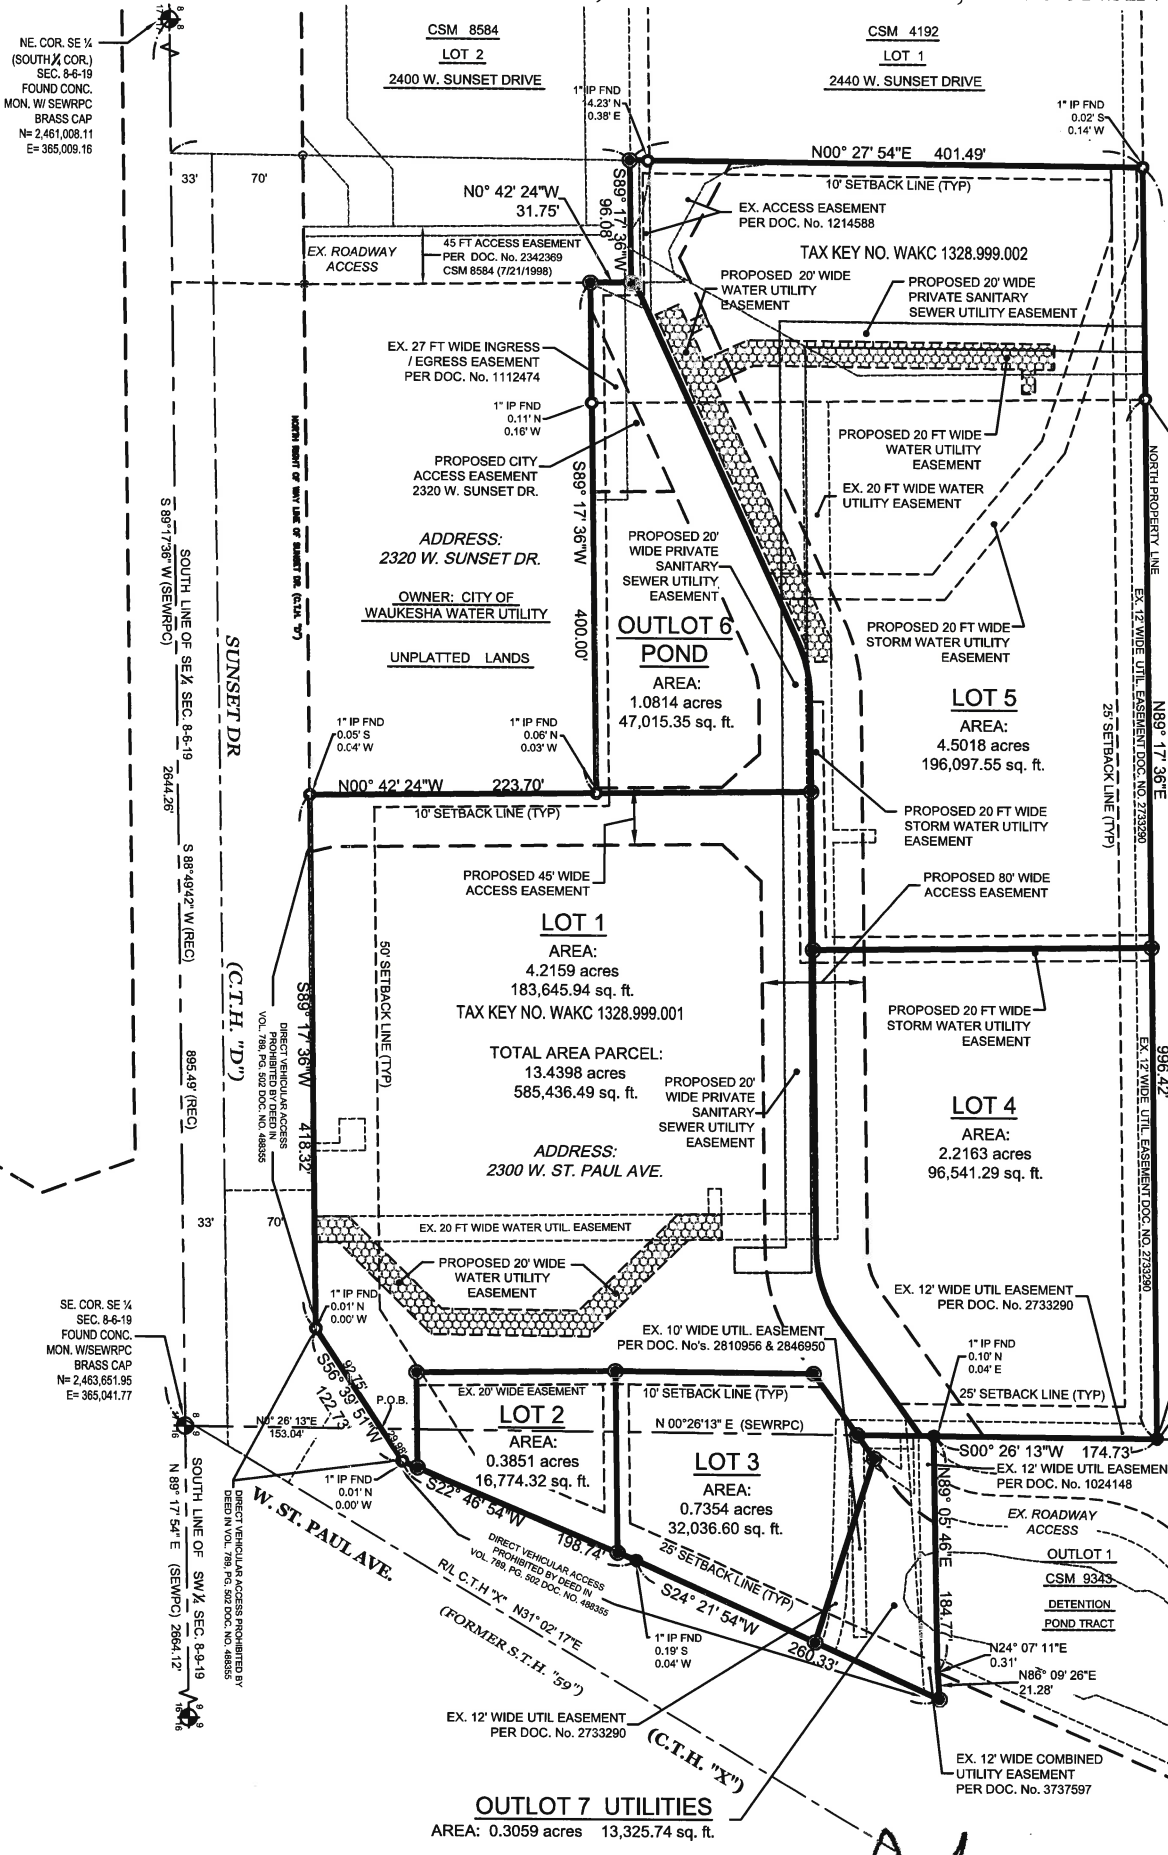 CSM 8584
LOT 2
2400 W. SUNSET DRIVE
CSM 4192
LOT 1
2440 W. SUNSET DRIVE
NE. COR. SE ¼
(SOUTH ¼ COR.)
SEC. 8-6-19
FOUND CONC.
MON. W/ SEWRPC
BRASS CAP
N= 2,461,008.11
E= 365,009.16
1" IP FND
4.23' N
0.38' E
1" IP FND
0.02' S
0.14' W
33'
70'
N00° 27' 54"E 401.49'
10' SETBACK LINE (TYP)
N0° 42' 24"W
31.75'
S89° 17' 36"W
96.08'
EX. ACCESS EASEMENT
PER DOC. No. 1214588
TAX KEY NO. WAKC 1328.999.002
EX. ROADWAY
ACCESS
45 FT ACCESS EASEMENT
PER DOC. No. 2342369
CSM 8584 (7/21/1998)
PROPOSED 20' WIDE
WATER UTILITY
EASEMENT
PROPOSED 20' WIDE
PRIVATE SANITARY
SEWER UTILITY EASEMENT
EX. 27 FT WIDE INGRESS
/ EGRESS EASEMENT
PER DOC. No. 1112474
1" IP FND
0.11' N
0.16' W
PROPOSED CITY
ACCESS EASEMENT
2320 W. SUNSET DR.
PROPOSED 20 FT WIDE
WATER UTILITY
EASEMENT
EX. 20 FT WIDE WATER
UTILITY EASEMENT
NORTH PROPERTY LINE
NORTH RIGHT OF WAY LINE OF SUNSET DR. (C.T.H. "D")
S89° 17' 36"W
400.00'
ADDRESS:
2320 W. SUNSET DR.
OWNER: CITY OF
WAUKESHA WATER UTILITY
UNPLATTED LANDS
PROPOSED 20'
WIDE PRIVATE
SANITARY
SEWER UTILITY
EASEMENT
OUTLOT 6
POND
AREA:
1.0814 acres
47,015.35 sq. ft.
PROPOSED 20 FT WIDE
STORM WATER UTILITY
EASEMENT
LOT 5
AREA:
4.5018 acres
196,097.55 sq. ft.
25' SETBACK LINE (TYP)
EX. 12' WIDE UTIL. EASEMENT DOC. NO. 2733290
N89° 17' 36"E
996.42'
S 89°17'36" W (SEWRPC)
SOUTH LINE OF SE¼ SEC. 8-6-19
2644.26'
SUNSET DR
(C.T.H. "D")
S 88°49'42" W (REC)
895.49' (REC)
1" IP FND
0.05' S
0.04' W
1" IP FND
0.06' N
0.03' W
N00° 42' 24"W 223.70'
10' SETBACK LINE (TYP)
PROPOSED 20 FT WIDE
STORM WATER UTILITY
EASEMENT
PROPOSED 45' WIDE
ACCESS EASEMENT
PROPOSED 80' WIDE
ACCESS EASEMENT
LOT 1
AREA:
4.2159 acres
183,645.94 sq. ft.
TAX KEY NO. WAKC 1328.999.001
TOTAL AREA PARCEL:
13.4398 acres
585,436.49 sq. ft.
ADDRESS:
2300 W. ST. PAUL AVE.
50' SETBACK LINE (TYP)
S89° 17' 36"W
418.32'
DIRECT VEHICULAR ACCESS
PROHIBITED BY DEED IN
VOL. 789, PG. 502 DOC. NO. 488355
PROPOSED 20'
WIDE PRIVATE
SANITARY
SEWER UTILITY
EASEMENT
PROPOSED 20 FT WIDE
STORM WATER UTILITY
EASEMENT
LOT 4
AREA:
2.2163 acres
96,541.29 sq. ft.
EX. 12' WIDE UTIL. EASEMENT DOC. NO. 2733290
33'
70'
EX. 20 FT WIDE WATER UTIL. EASEMENT
PROPOSED 20' WIDE
WATER UTILITY
EASEMENT
SE. COR. SE ¼
SEC. 8-6-19
FOUND CONC.
MON. W/SEWRPC
BRASS CAP
N= 2,463,651.95
E= 365,041.77
1" IP FND
0.01' N
0.00' W
EX. 12' WIDE UTIL EASEMENT
PER DOC. No. 2733290
EX. 10' WIDE UTIL. EASEMENT
PER DOC. No's. 2810956 & 2846950
1" IP FND
0.10' N
0.04' E
25' SETBACK LINE (TYP)
92.75'
S56° 39' 51"W
122.73'
29.98'
P.O.B.
EX. 20' WIDE EASEMENT
10' SETBACK LINE (TYP)
N0° 26' 13"E
153.04'
LOT 2
AREA:
0.3851 acres
16,774.32 sq. ft.
N 00°26'13" E (SEWRPC)
LOT 3
AREA:
0.7354 acres
32,036.60 sq. ft.
S00° 26' 13"W 174.73'
EX. 12' WIDE UTIL EASEMEN
PER DOC. No. 1024148
EX. ROADWAY
ACCESS
OUTLOT 1
CSM 9343
DETENTION
POND TRACT
N89° 05' 46"E
184.77'
1" IP FND
0.01' N
0.00' W
S22° 46' 54"W
198.74'
W. ST. PAUL AVE.
SOUTH LINE OF SW¼ SEC. 8-9-19
N 89° 17' 54" E (SEWPC) 2664.12'
DIRECT VEHICULAR ACCESS PROHIBITED BY
DEED IN VOL. 789, PG. 502 DOC. NO. 488355
DIRECT VEHICULAR ACCESS
PROHIBITED BY DEED IN
VOL. 789, PG. 502 DOC. NO. 488355
25' SETBACK LINE (TYP)
S24° 21' 54"W
260.33'
R/L C.T.H "X" N31° 02' 17"E
(FORMER S.T.H. "59")
1" IP FND
0.19' S
0.04' W
N24° 07' 11"E
0.31'
N86° 09' 26"E
21.28'
EX. 12' WIDE UTIL EASEMENT
PER DOC. No. 2733290
(C.T.H. "X")
EX. 12' WIDE COMBINED
UTILITY EASEMENT
PER DOC. No. 3737597
OUTLOT 7 UTILITIES
AREA: 0.3059 acres 13,325.74 sq. ft.